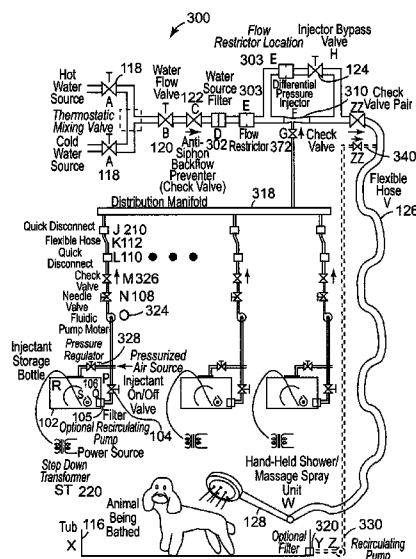 300
Flow
Restrictor Location
Injector Bypass
Valve
H
Hot
Water
Source
118
T
A
Water
Flow
Valve
122
Water
Source
Filter
303
E
T
124
Differential
Pressure
Injector
310
Check
Valve Pair
ZZ
Thermostatic
Mixing Valve
T
B
C
D
303
E
F
G
Cold
Water
Source
T
A
118
120
Anti-
Siphon
Backflow
Preventer
(Check Valve)
302
Flow
Restrictor
372
Check
Valve
ZZ
340
Flexible
Hose
V
126
318
Distribution Manifold
Quick Disconnect J 210
Flexible Hose K112
Quick
Disconnect L110
Check
Valve M326
Needle
Valve N 108
Fluidic
Pump Moter
O 324
Pressure
Regulator
328
Pressurized
Air Source
Injectant
Storage
Bottle
R
106
S
Q
P
T
Injectant
On/Off
Valve
102
105
Filter
104
Optional Recirculating
Pump
Power Source
Step Down
Transformer
ST 220
Hand-Held Shower/
Massage Spray
Unit
W
Animal
Being
Bathed
128
320
330
Tub
X
116
Optional
Filter
Y
Z
Recirculating
Pump